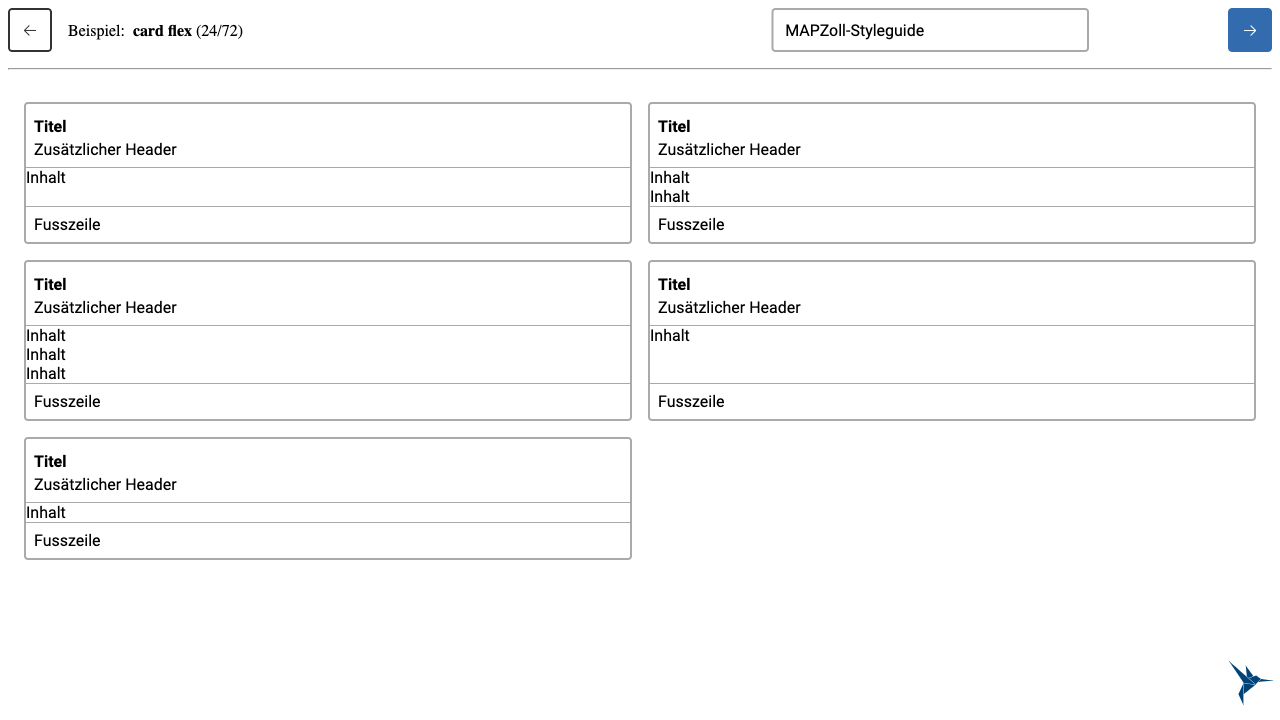 Beispiel: card flex (24/72)
MAPZoll-Styleguide
Titel
Zusätzlicher Header
Inhalt
Fusszeile
Titel
Zusätzlicher Header
Inhalt
Inhalt
Fusszeile
Titel
Zusätzlicher Header
Inhalt
Inhalt
Inhalt
Fusszeile
Titel
Zusätzlicher Header
Inhalt
Fusszeile
Titel
Zusätzlicher Header
Inhalt
Fusszeile